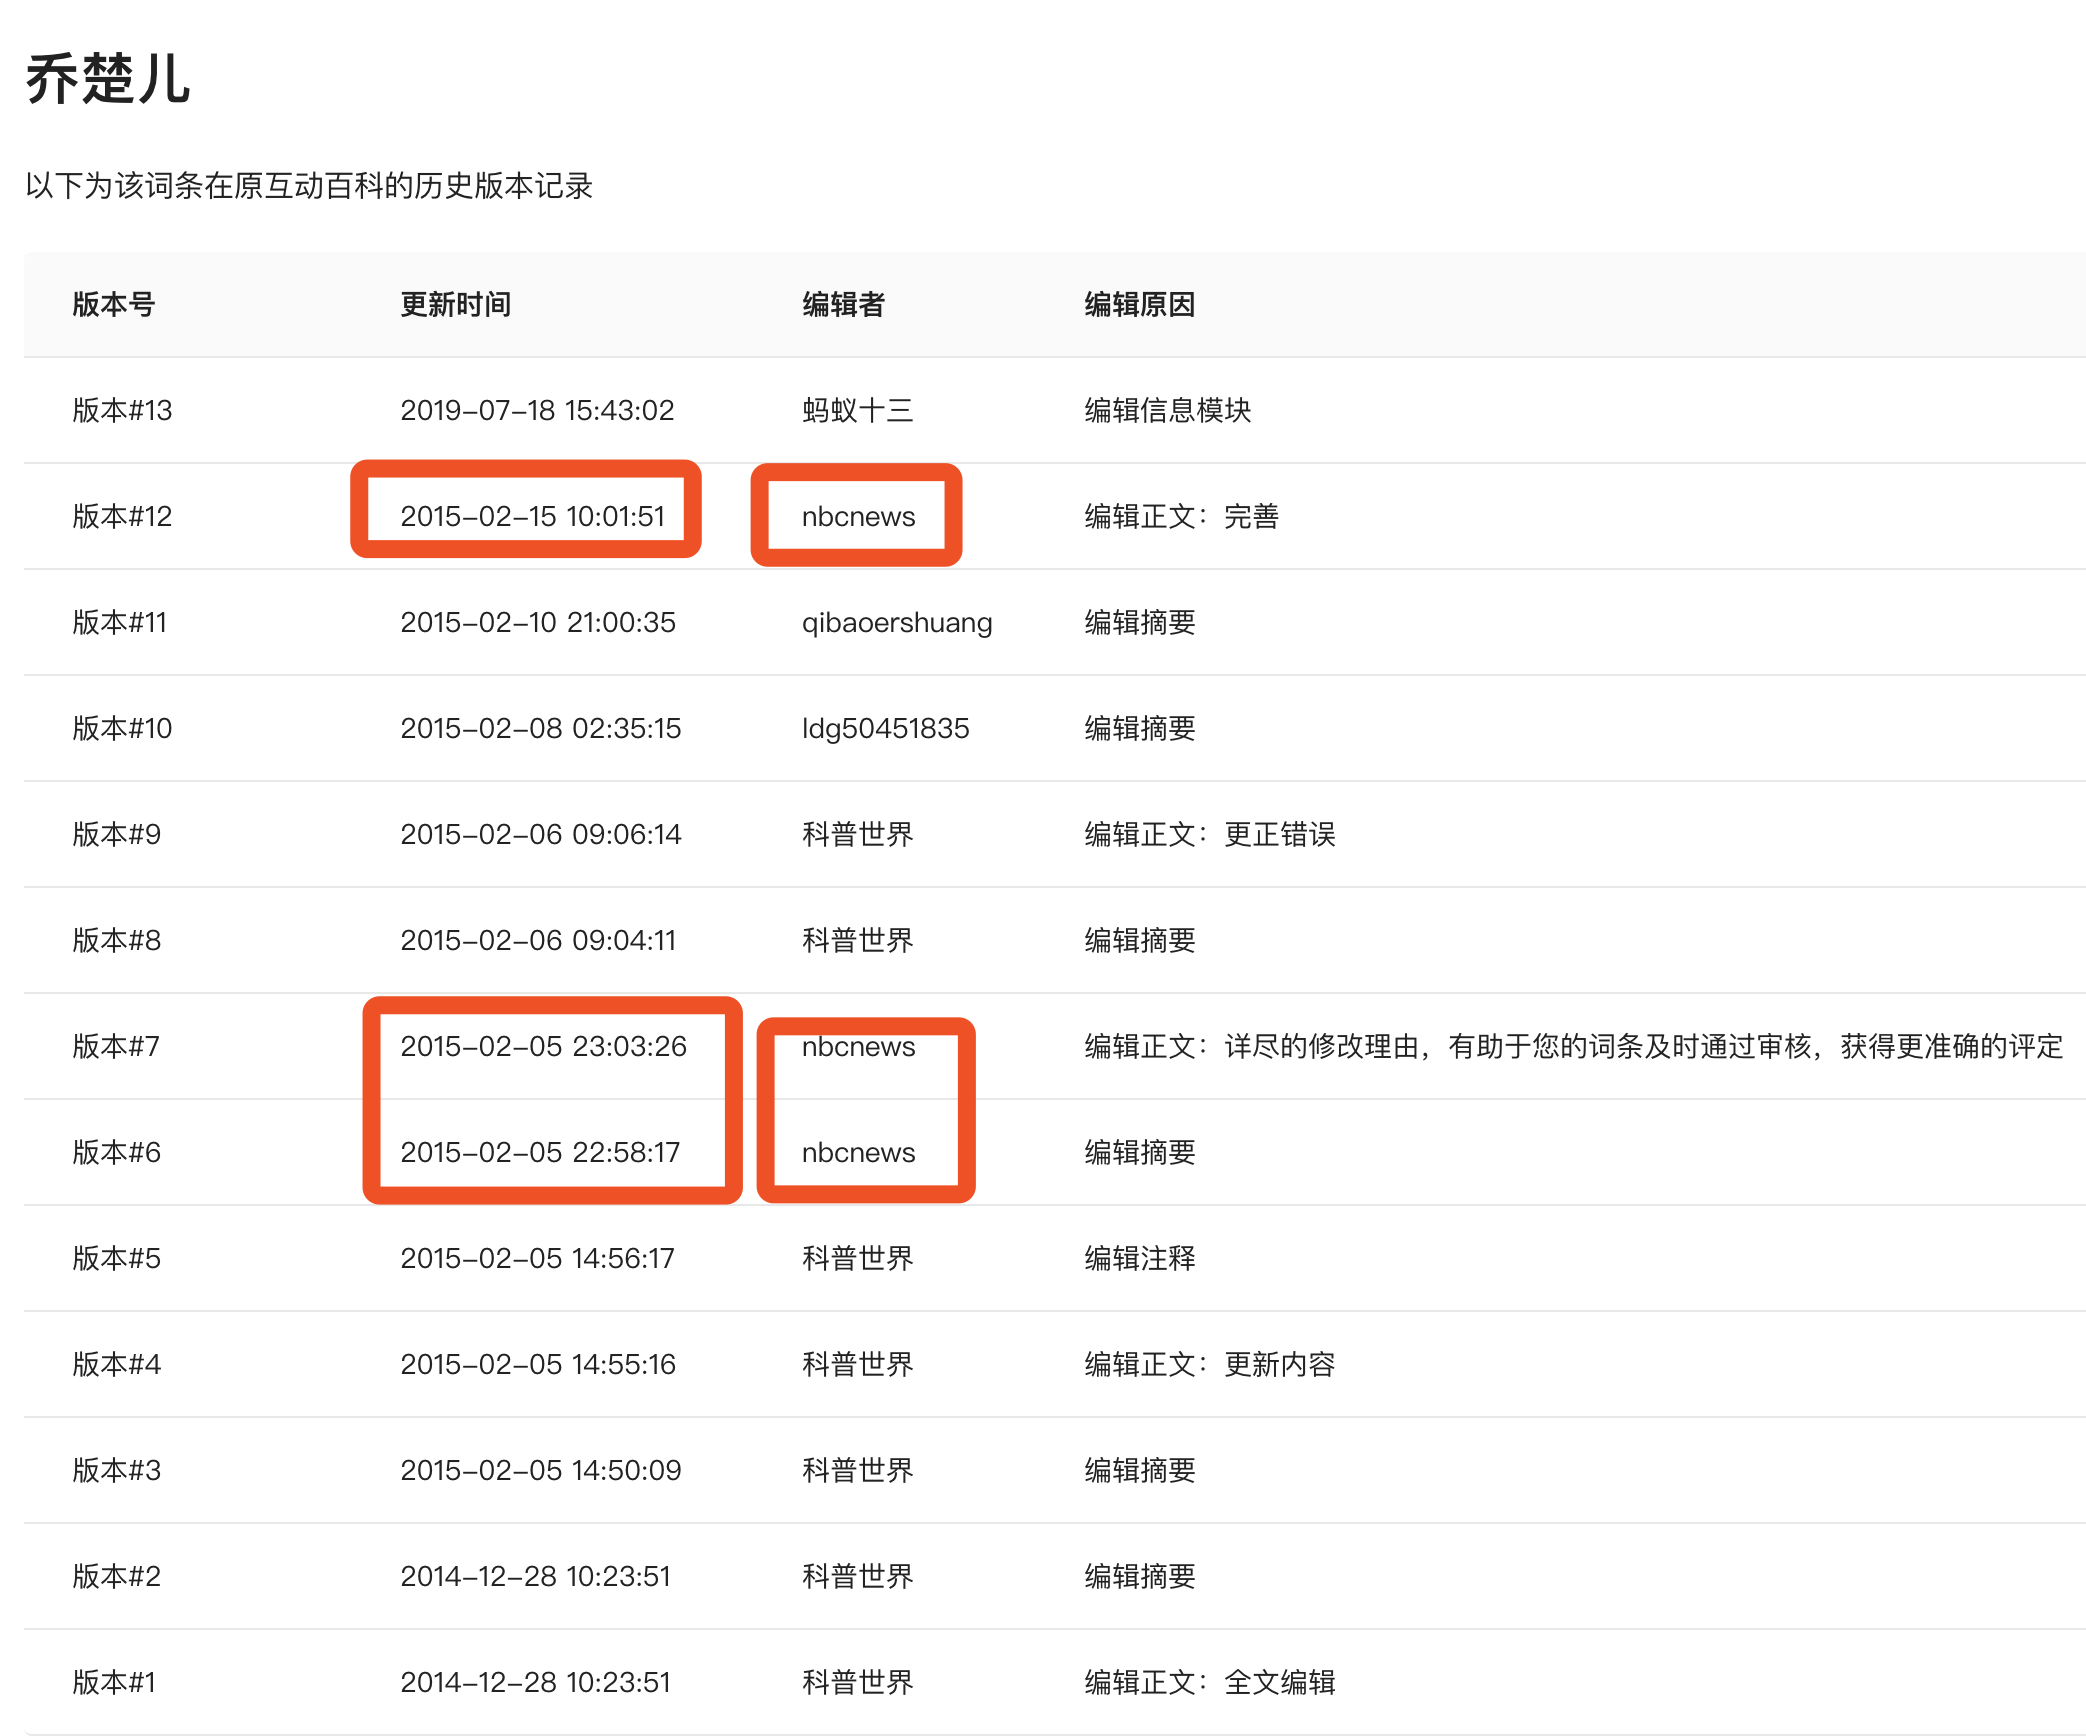 乔楚儿
以下为该词条在原互动百科的历史版本记录
版本号 更新时间 编辑者 编辑原因
版本#13 2019-07-18 15:43:02 蚂蚁十三 编辑信息模块
版本#12 2015-02-15 10:01:51 nbcnews 编辑正文：完善
版本#11 2015-02-10 21:00:35 qibaoershuang 编辑摘要
版本#10 2015-02-08 02:35:15 ldg50451835 编辑摘要
版本#9 2015-02-06 09:06:14 科普世界 编辑正文：更正错误
版本#8 2015-02-06 09:04:11 科普世界 编辑摘要
版本#7 2015-02-05 23:03:26 nbcnews 编辑正文：详尽的修改理由，有助于您的词条及时通过审核，获得更准确的评定
版本#6 2015-02-05 22:58:17 nbcnews 编辑摘要
版本#5 2015-02-05 14:56:17 科普世界 编辑注释
版本#4 2015-02-05 14:55:16 科普世界 编辑正文：更新内容
版本#3 2015-02-05 14:50:09 科普世界 编辑摘要
版本#2 2014-12-28 10:23:51 科普世界 编辑摘要
版本#1 2014-12-28 10:23:51 科普世界 编辑正文：全文编辑